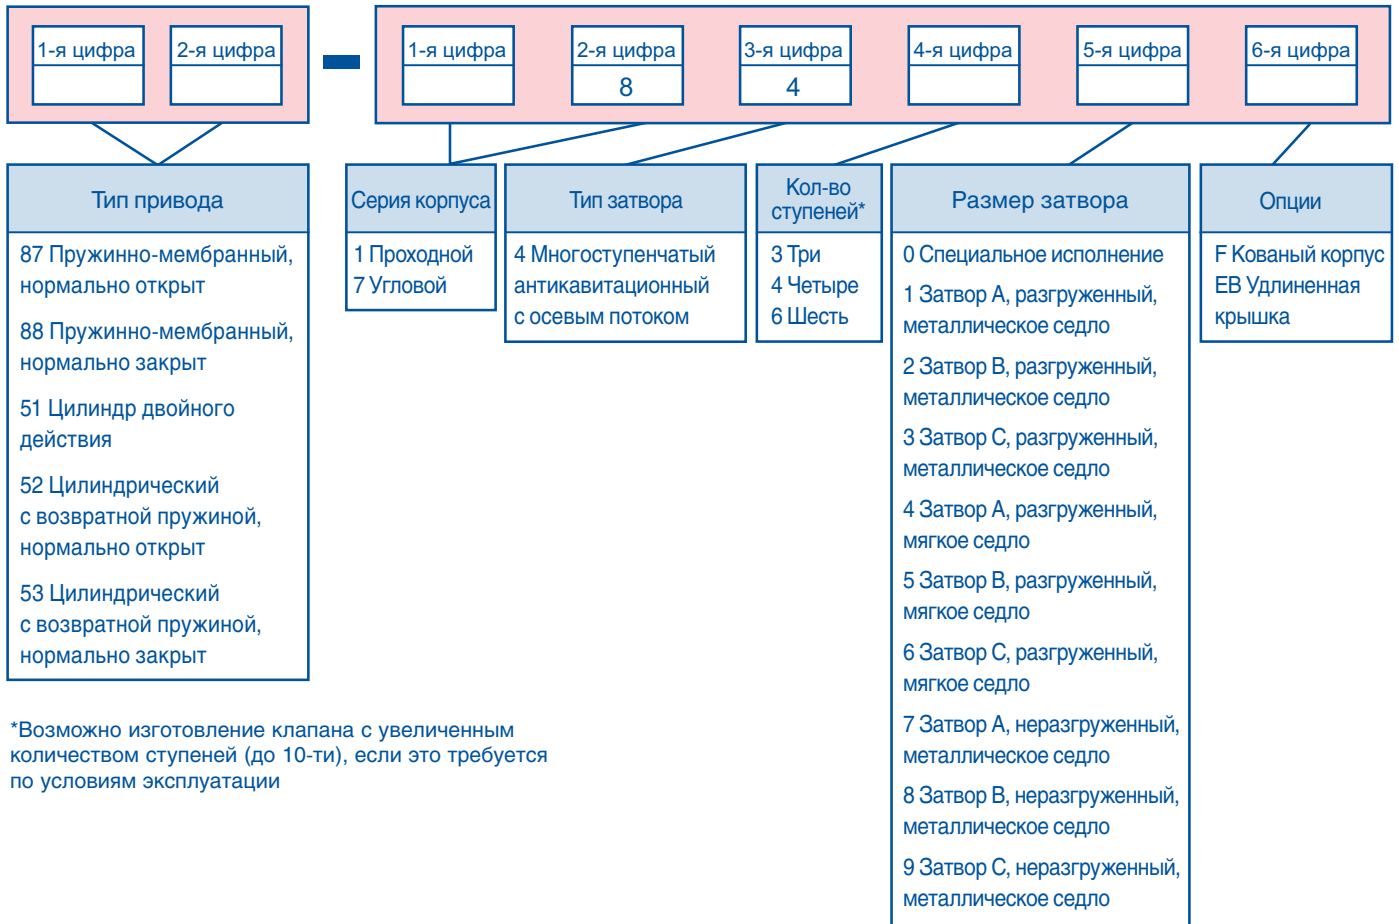 1-я цифра
2-я цифра
1-я цифра
2-я цифра
8
3-я цифра
4
4-я цифра
5-я цифра
6-я цифра
Тип привода
87 Пружинно-мембранный,
нормально открыт
88 Пружинно-мембранный,
нормально закрыт
51 Цилиндр двойного
действия
52 Цилиндрический
с возвратной пружиной,
нормально открыт
53 Цилиндрический
с возвратной пружиной,
нормально закрыт
Серия корпуса
1 Проходной
7 Угловой
Тип затвора
4 Многоступенчатый
антикавитационный
с осевым потоком
Кол-во
ступеней*
3 Три
4 Четыре
6 Шесть
Размер затвора
0 Специальное исполнение
1 Затвор А, разгруженный,
металлическое седло
2 Затвор В, разгруженный,
металлическое седло
3 Затвор С, разгруженный,
металлическое седло
4 Затвор А, разгруженный,
мягкое седло
5 Затвор В, разгруженный,
мягкое седло
6 Затвор С, разгруженный,
мягкое седло
7 Затвор А, неразгруженный,
металлическое седло
8 Затвор В, неразгруженный,
металлическое седло
9 Затвор С, неразгруженный,
металлическое седло
Опции
F Кованый корпус
EB Удлиненная
крышка
*Возможно изготовление клапана с увеличенным
количеством ступеней (до 10-ти), если это требуется
по условиям эксплуатации